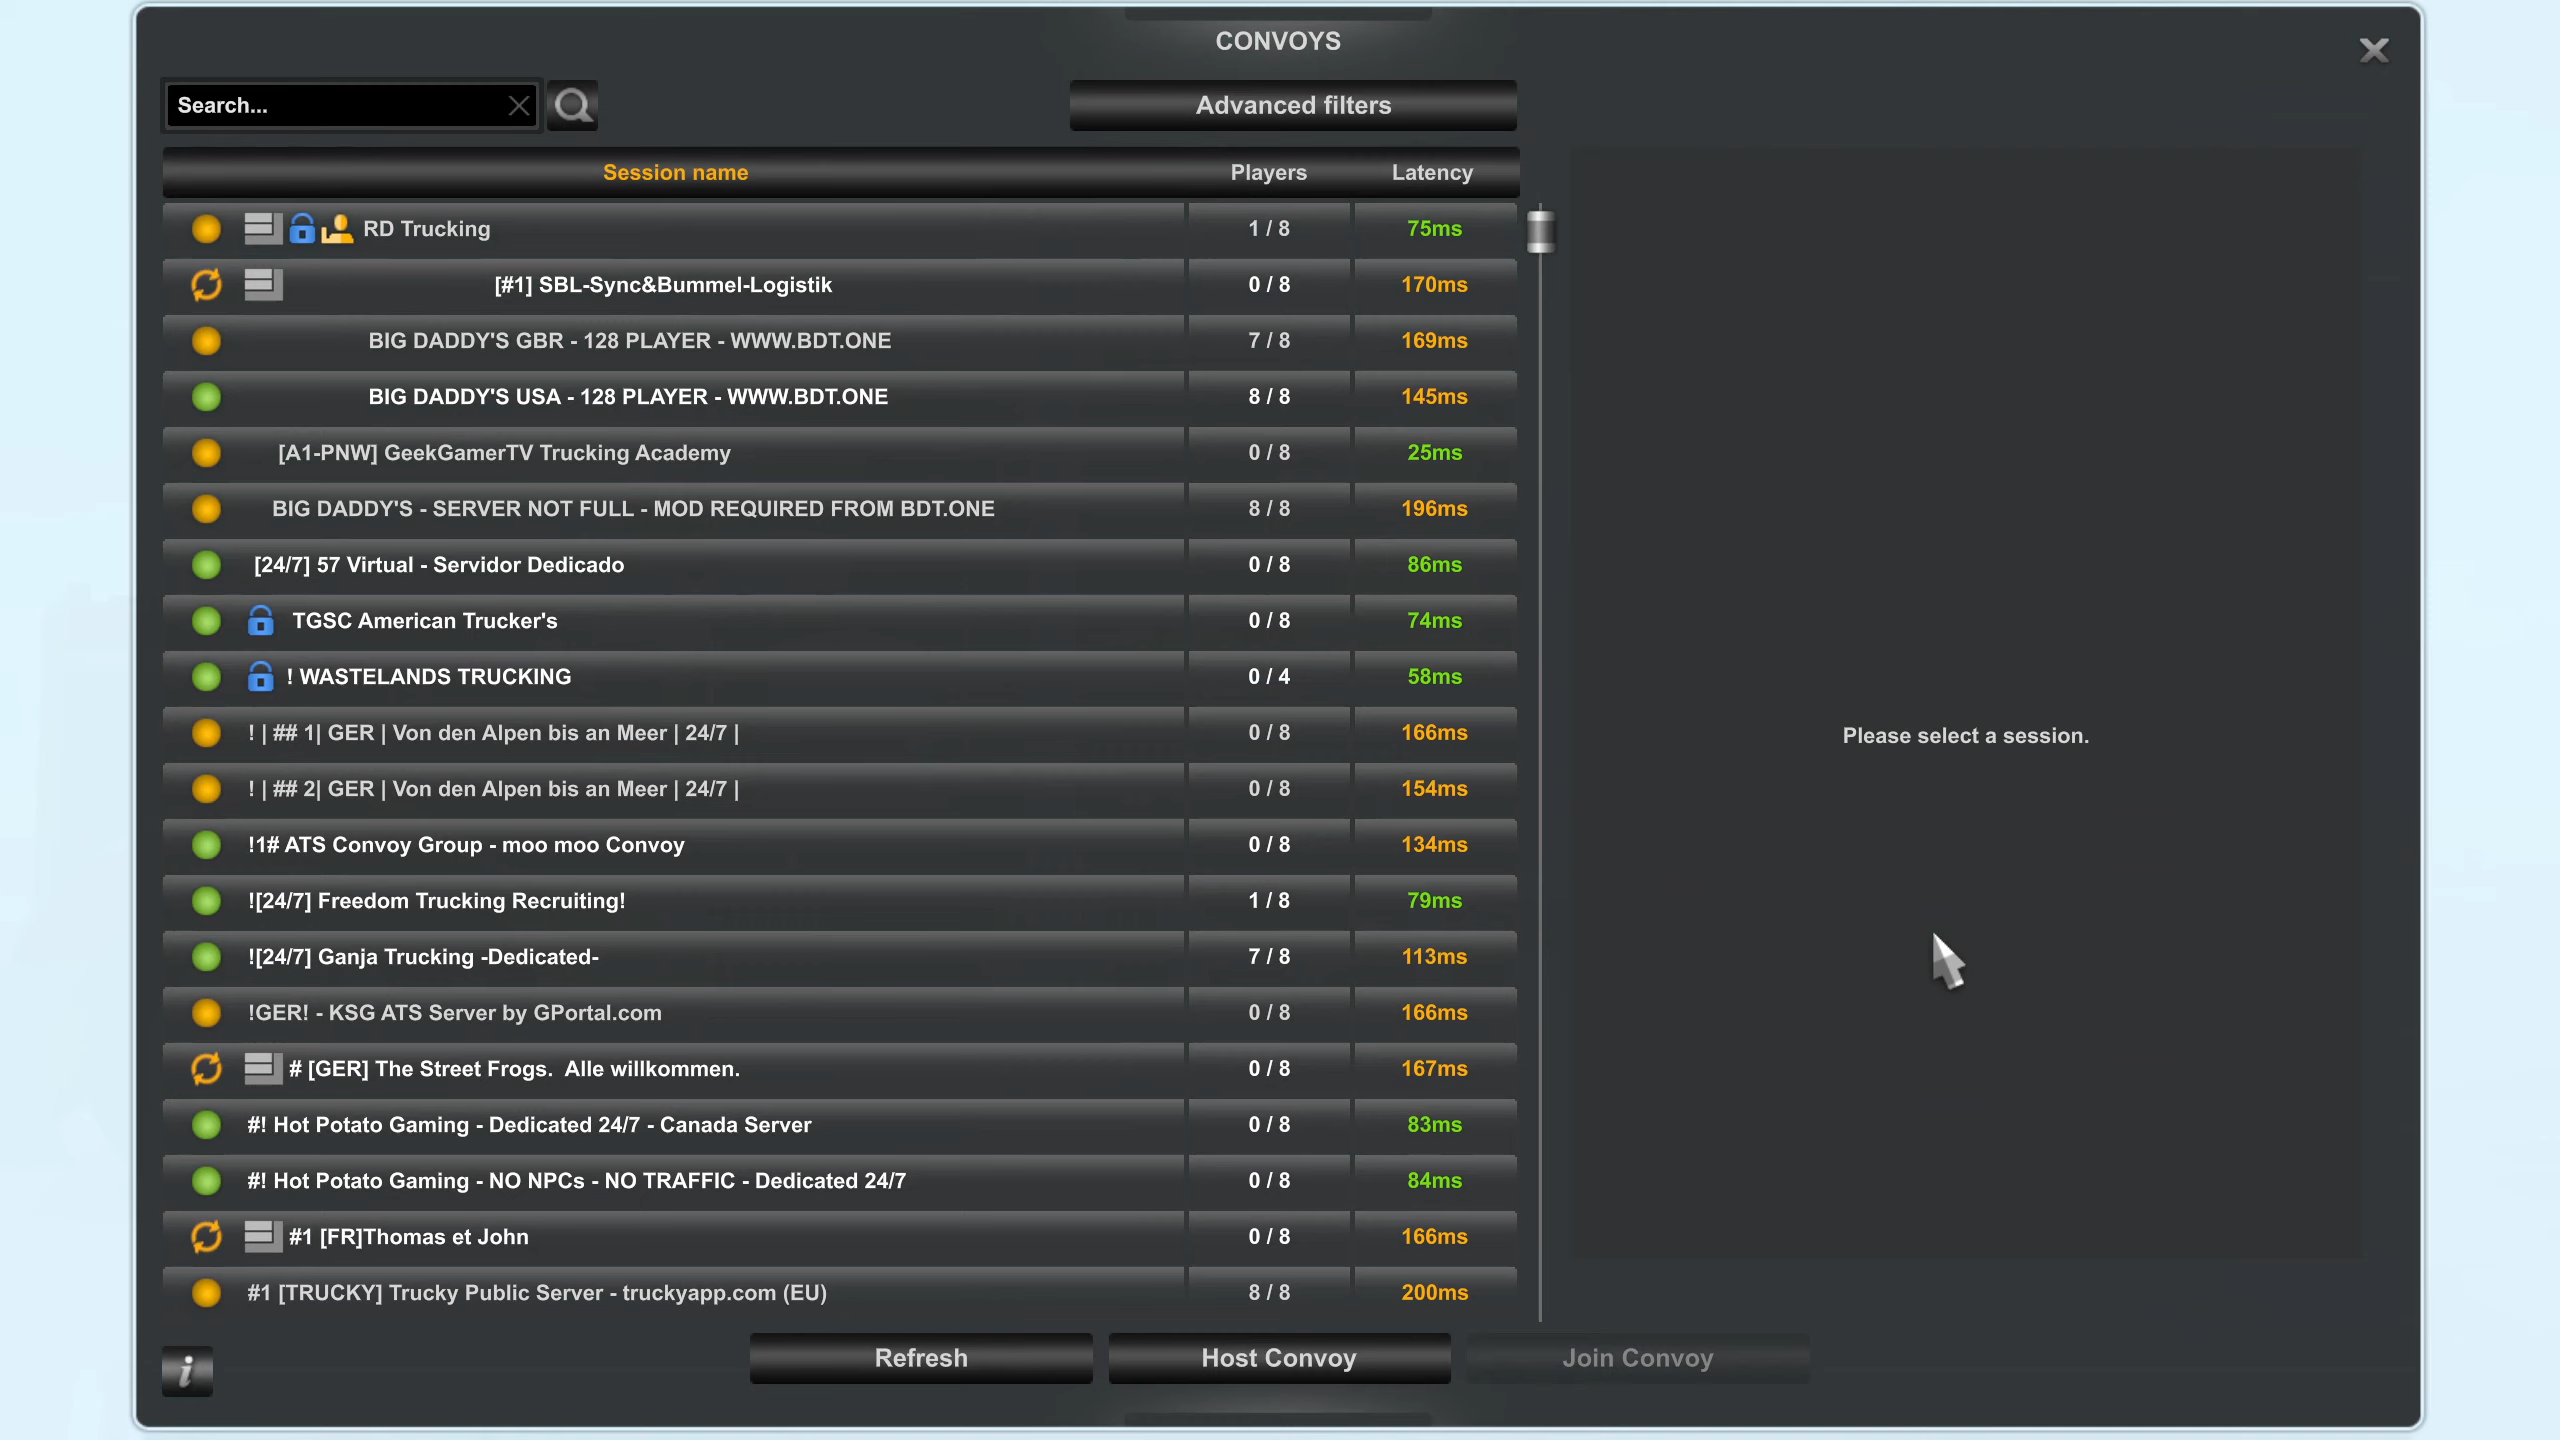 CONVOYS
Search...
Advanced filters
Session name Players Latency
RD Trucking 1 / 8 75ms
[#1] SBL-Sync&Bummel-Logistik 0 / 8 170ms
BIG DADDY'S GBR - 128 PLAYER - WWW.BDT.ONE 7 / 8 169ms
BIG DADDY'S USA - 128 PLAYER - WWW.BDT.ONE 8 / 8 145ms
[A1-PNW] GeekGamerTV Trucking Academy 0 / 8 25ms
BIG DADDY'S - SERVER NOT FULL - MOD REQUIRED FROM BDT.ONE 8 / 8 196ms
[24/7] 57 Virtual - Servidor Dedicado 0 / 8 86ms
TGSC American Trucker's 0 / 8 74ms
! WASTELANDS TRUCKING 0 / 4 58ms
! | ## 1| GER | Von den Alpen bis an Meer | 24/7 | 0 / 8 166ms
! | ## 2| GER | Von den Alpen bis an Meer | 24/7 | 0 / 8 154ms
!1# ATS Convoy Group - moo moo Convoy 0 / 8 134ms
![24/7] Freedom Trucking Recruiting! 1 / 8 79ms
![24/7] Ganja Trucking -Dedicated- 7 / 8 113ms
!GER! - KSG ATS Server by GPortal.com 0 / 8 166ms
# [GER] The Street Frogs.  Alle willkommen. 0 / 8 167ms
#! Hot Potato Gaming - Dedicated 24/7 - Canada Server 0 / 8 83ms
#! Hot Potato Gaming - NO NPCs - NO TRAFFIC - Dedicated 24/7 0 / 8 84ms
#1 [FR]Thomas et John 0 / 8 166ms
#1 [TRUCKY] Trucky Public Server - truckyapp.com (EU) 8 / 8 200ms
Please select a session.
i
Refresh
Host Convoy
Join Convoy